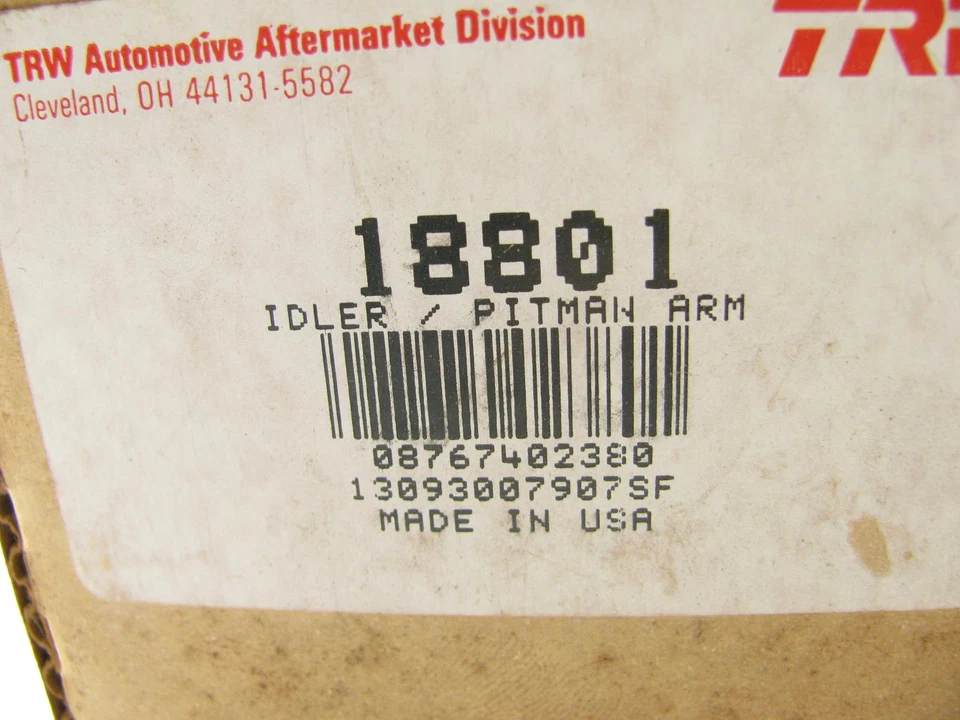 TRW Automotive Aftermarket Division
Cleveland, OH 44131-5582
18801
IDLER / PITMAN ARM
08767402380
13093007907SF
MADE IN USA